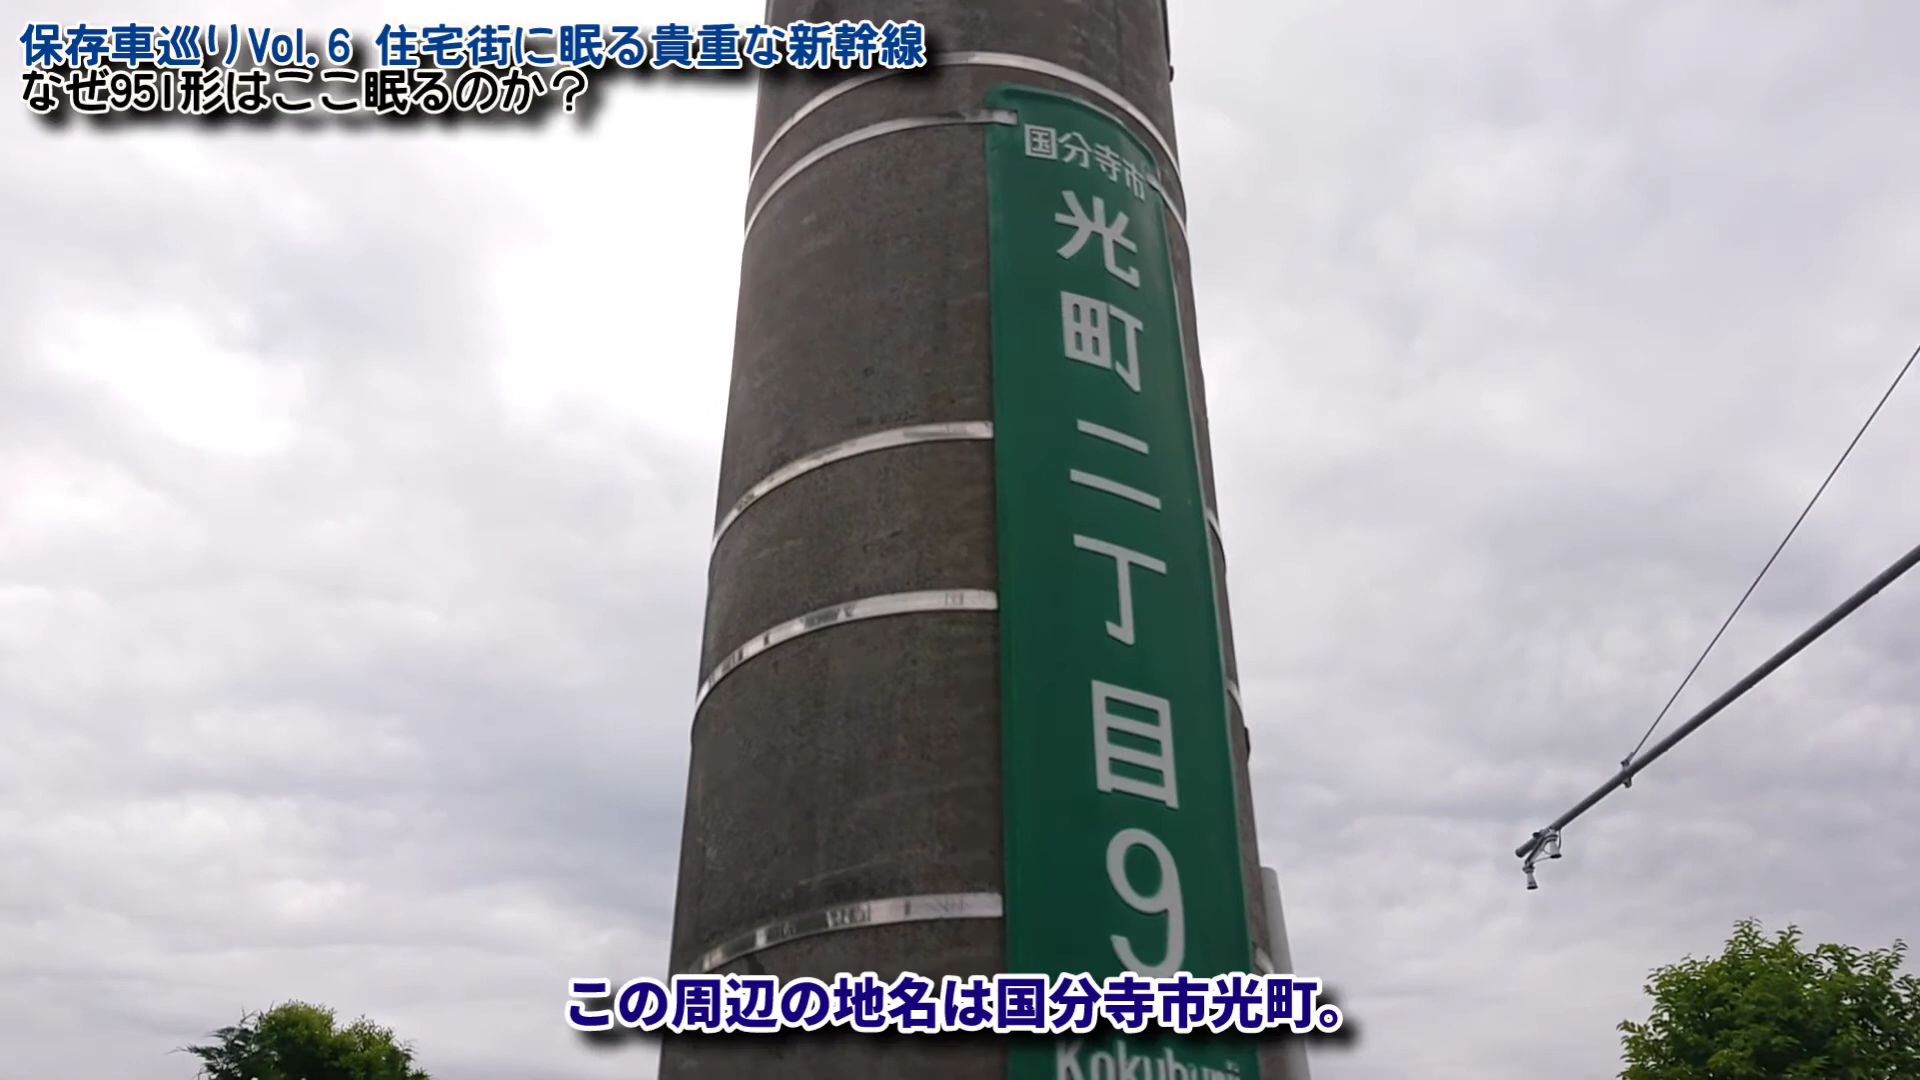 保存車巡りVol.6 住宅街に眠る貴重な新幹線
なぜ951形はここ眠るのか？
国分寺市
光町二丁目9
この周辺の地名は国分寺市光町。
Kokubunji